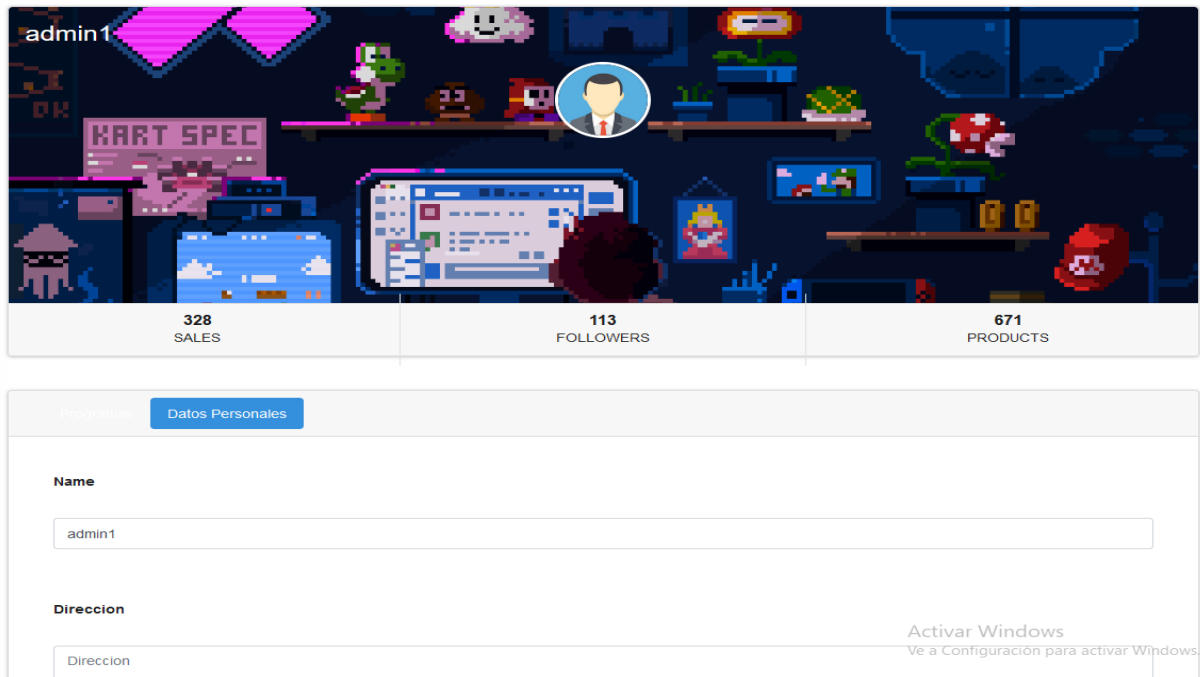 admin1
OK
KART SPEC
328
SALES
113
FOLLOWERS
671
PRODUCTS
Datos Personales
Name
admin1
Direccion
Direccion
Activar Windows
Ve a Configuración para activar Windows.